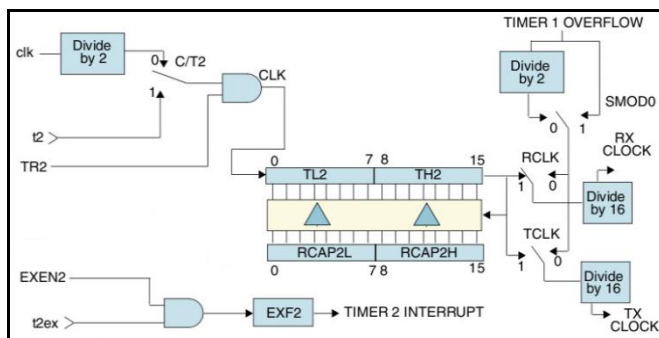 TIMER 1 OVERFLOW
clk
Divide
by 2
0
C/T2
1
CLK
Divide
by 2
SMOD0
0
1
t2
TR2
RX
CLOCK
0
7
8
15
TL2
TH2
RCLK
1
0
Divide
by 16
RCAP2L
RCAP2H
0
7
8
15
TCLK
1
0
Divide
by 16
TX
CLOCK
EXEN2
t2ex
EXF2
TIMER 2 INTERRUPT